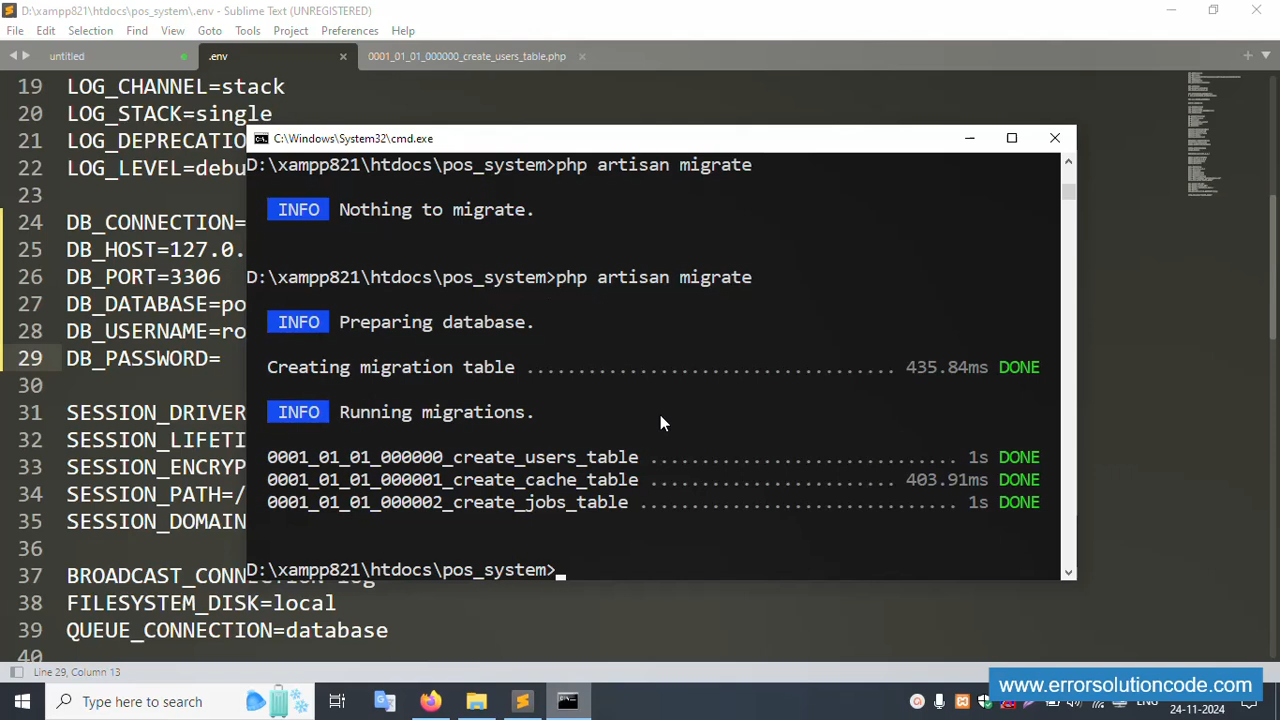 D:\xampp821\htdocs\pos_system\.env - Sublime Text (UNREGISTERED)
File Edit Selection Find View Goto Tools Project Preferences Help
untitled .env 0001_01_01_000000_create_users_table.php
19 LOG_CHANNEL=stack
20 LOG_STACK=single
21 LOG_DEPRECATIO
22 LOG_LEVEL=debu
23
24 DB_CONNECTION=
25 DB_HOST=127.0.
26 DB_PORT=3306
27 DB_DATABASE=po
28 DB_USERNAME=ro
29 DB_PASSWORD=
30
31 SESSION_DRIVER
32 SESSION_LIFETI
33 SESSION_ENCRYP
34 SESSION_PATH=/
35 SESSION_DOMAIN
36
37 BROADCAST_CONNECTION=log
38 FILESYSTEM_DISK=local
39 QUEUE_CONNECTION=database
40
C:\Windows\System32\cmd.exe
D:\xampp821\htdocs\pos_system>php artisan migrate
INFO Nothing to migrate.
D:\xampp821\htdocs\pos_system>php artisan migrate
INFO Preparing database.
Creating migration table .................................... 435.84ms DONE
INFO Running migrations.
0001_01_01_000000_create_users_table .............................. 1s DONE
0001_01_01_000001_create_cache_table ........................ 403.91ms DONE
0001_01_01_000002_create_jobs_table ............................... 1s DONE
D:\xampp821\htdocs\pos_system>
Line 29, Column 13
Type here to search
ENG
24-11-2024
www.errorsolutioncode.com